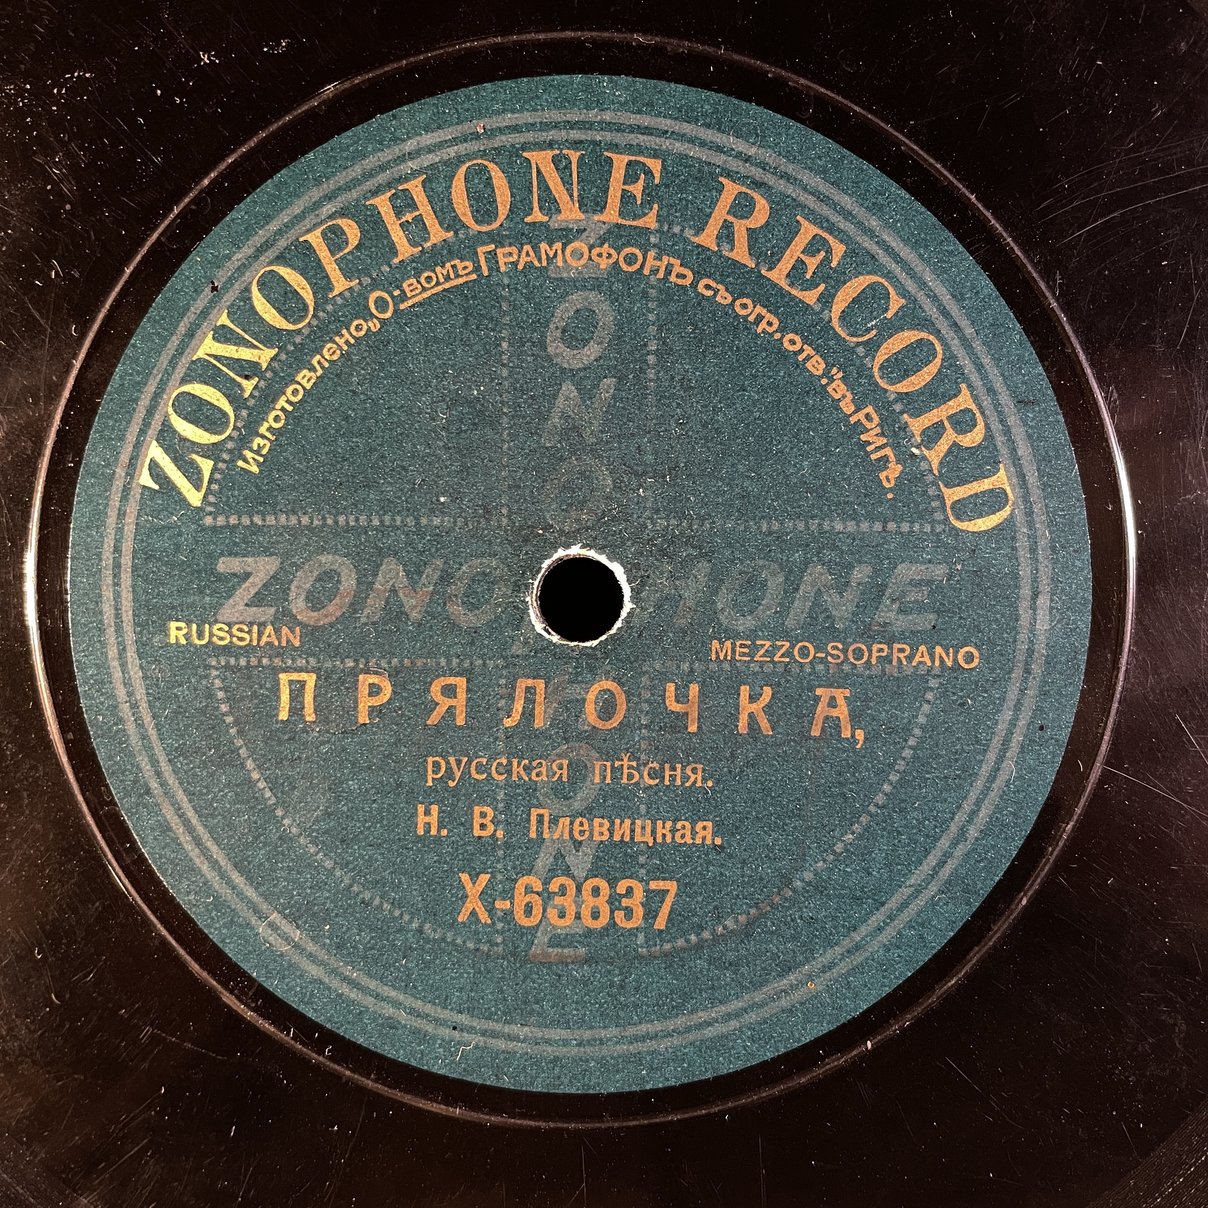 ZONOPHONE RECORD
Изготовлено „О-вомъ Грамофонъ съ огр. отв." въ Ригѣ.
ZONOPHONE
ZONOPHONE
RUSSIAN
MEZZO-SOPRANO
ПРЯЛОЧКА,
русская пѣсня.
Н. В. Плевицкая.
X-63837